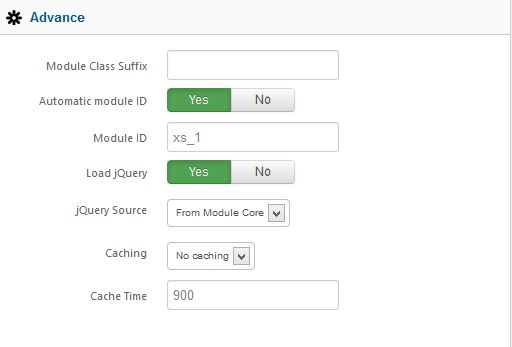 Advance
Module Class Suffix
Automatic module ID Yes No
Module ID xs_1
Load jQuery Yes No
jQuery Source From Module Core
Caching No caching
Cache Time 900